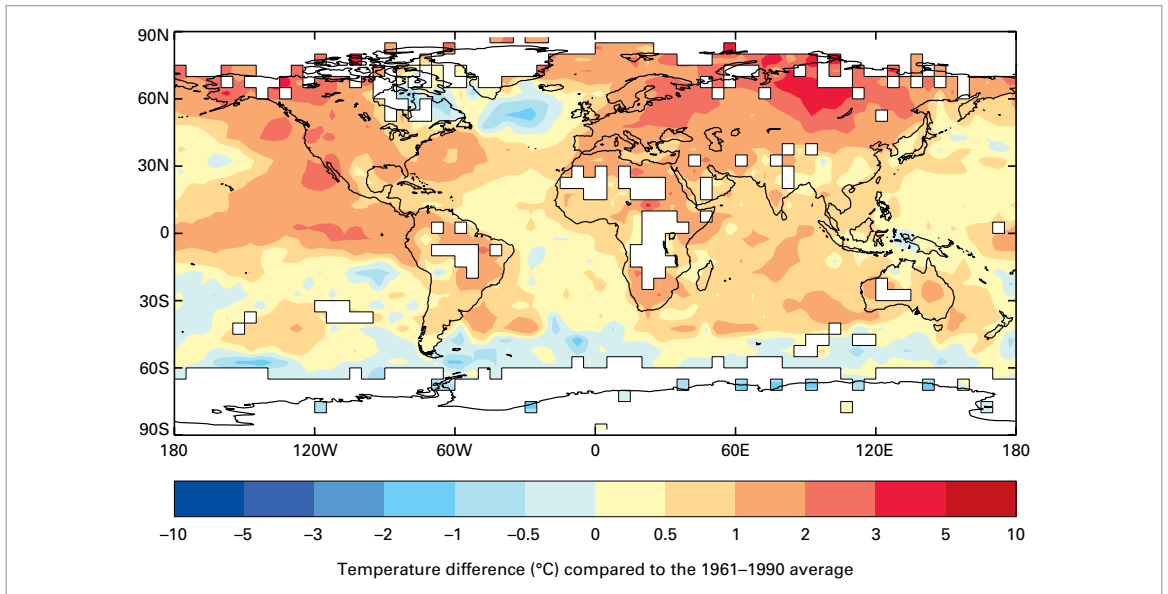 90N
60N
30N
0
30S
60S
90S
180 120W 60W 0 60E 120E 180
–10 –5 –3 –2 –1 –0.5 0 0.5 1 2 3 5 10
Temperature difference (°C) compared to the 1961–1990 average